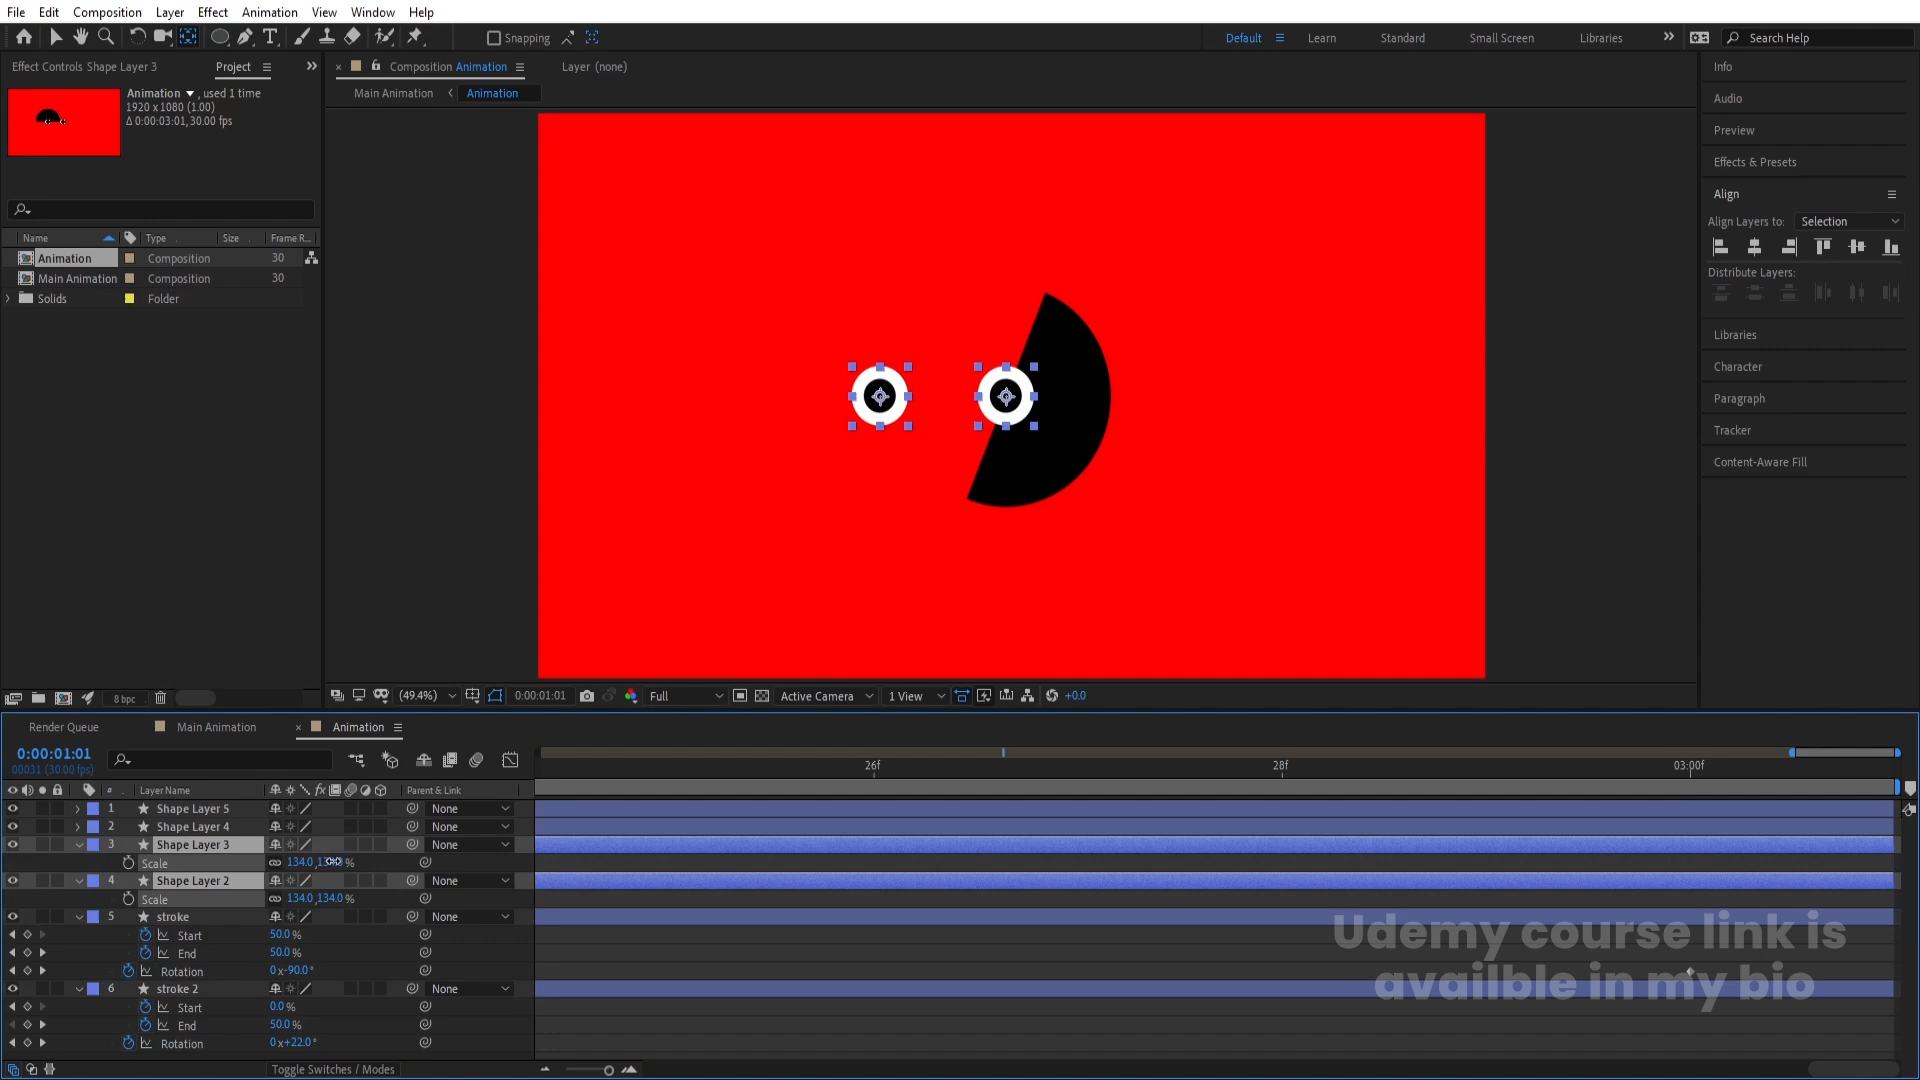 File Edit Composition Layer Effect Animation View Window Help
Snapping
Default Learn Standard Small Screen Libraries Search Help
Effect Controls Shape Layer 3 Project
Composition Animation Layer (none)
Main Animation Animation
Animation , used 1 time
1920 x 1080 (1.00)
Δ 0:00:03:01, 30.00 fps
Name Type Size Frame R...
Animation Composition 30
Main Animation Composition 30
Solids Folder
8 bpc
(49.4%) 0:00:01:01 Full Active Camera 1 View +0.0
Info
Audio
Preview
Effects & Presets
Align
Align Layers to: Selection
Distribute Layers:
Libraries
Character
Paragraph
Tracker
Content-Aware Fill
Render Queue Main Animation Animation
0:00:01:01
00031 (30.00 fps)
26f 28f 03:00f
# Layer Name Parent & Link
1 Shape Layer 5 None
2 Shape Layer 4 None
3 Shape Layer 3 None
Scale 134.0, %
4 Shape Layer 2 None
Scale 134.0,134.0 %
5 stroke None
Start 50.0 %
End 50.0 %
Rotation 0 x-90.0 °
6 stroke 2 None
Start 0.0 %
End 50.0 %
Rotation 0 x+22.0 °
Toggle Switches / Modes
Udemy course link is
availble in my bio